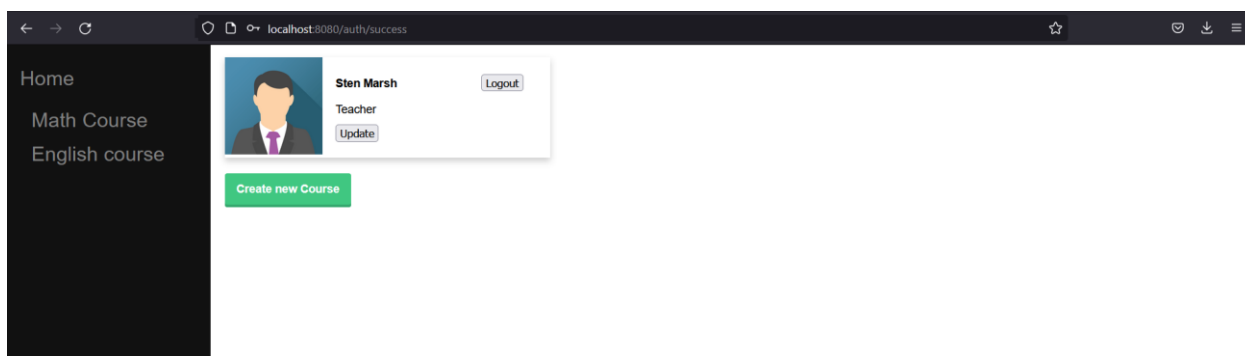 localhost:8080/auth/success
Home
Math Course
English course
Sten Marsh
Logout
Teacher
Update
Create new Course